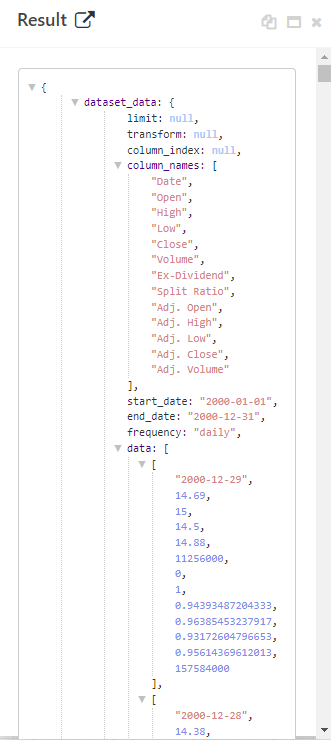 Result
{
dataset_data: {
limit: null,
transform: null,
column_index: null,
column_names: [
"Date",
"Open",
"High",
"Low",
"Close",
"Volume",
"Ex-Dividend",
"Split Ratio",
"Adj. Open",
"Adj. High",
"Adj. Low",
"Adj. Close",
"Adj. Volume"
],
start_date: "2000-01-01",
end_date: "2000-12-31",
frequency: "daily",
data: [
[
"2000-12-29",
14.69,
15,
14.5,
14.88,
11256000,
0,
1,
0.94393487204333,
0.96385453237917,
0.93172604796653,
0.95614369612013,
157584000
],
[
"2000-12-28",
14.38,